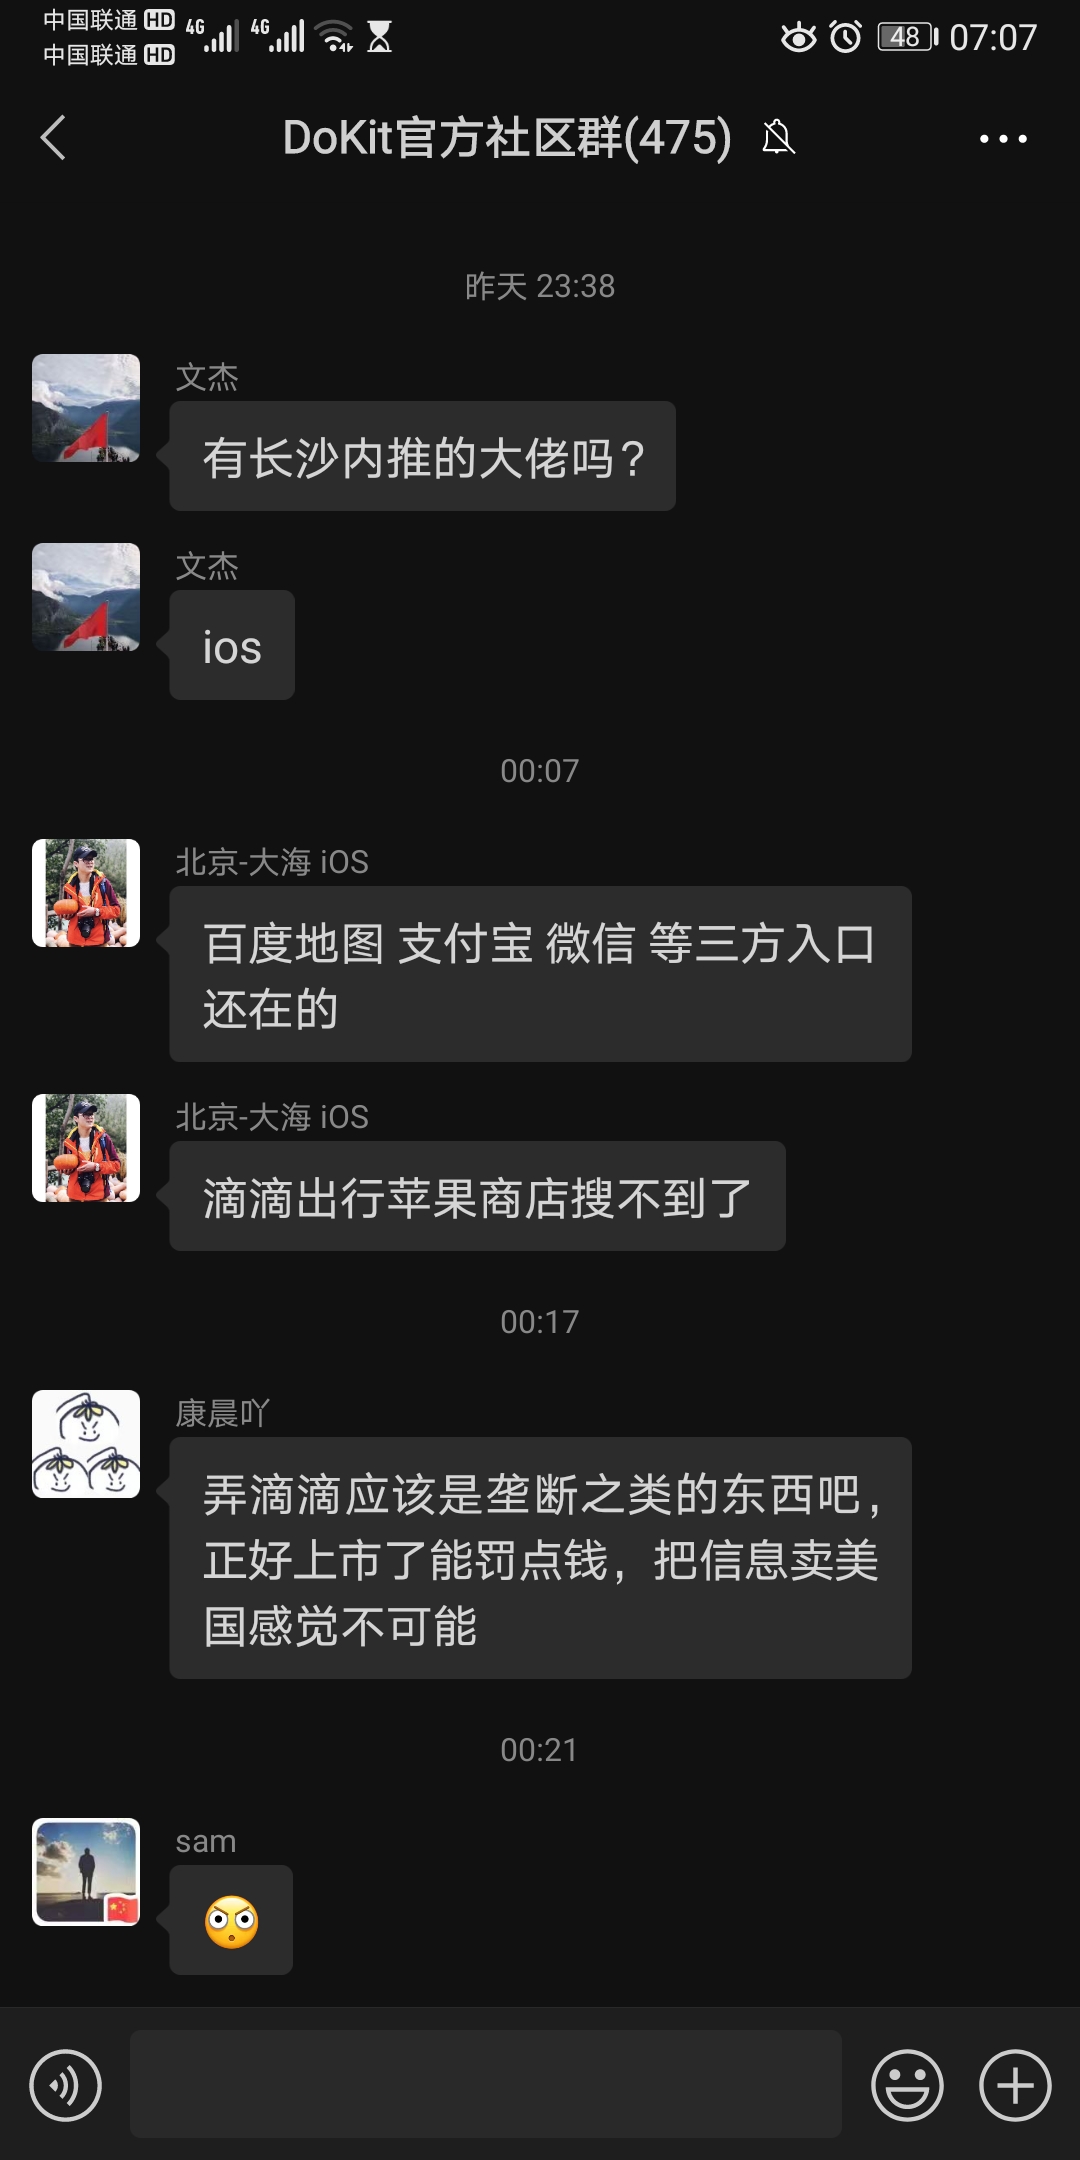 中国联通 HD
中国联通 HD
4G 4G 48 07:07
DoKit官方社区群(475)
昨天 23:38
文杰
有长沙内推的大佬吗?
文杰
ios
00:07
北京-大海 iOS
百度地图 支付宝 微信 等三方入口
还在的
北京-大海 iOS
滴滴出行苹果商店搜不到了
00:17
康晨吖
弄滴滴应该是垄断之类的东西吧,
正好上市了能罚点钱，把信息卖美
国感觉不可能
00:21
sam